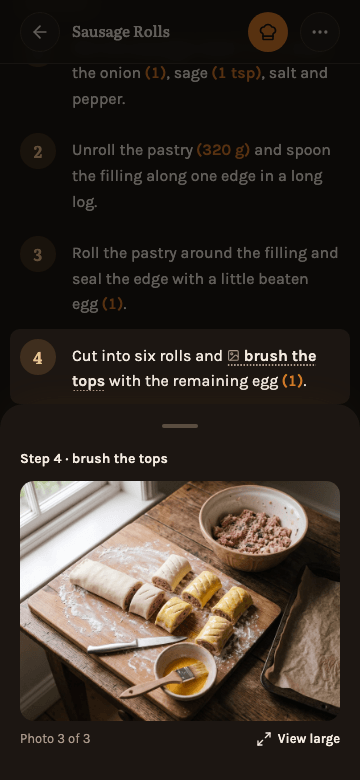 Sausage Rolls
the onion (1), sage (1 tsp), salt and
pepper.
2
Unroll the pastry (320 g) and spoon
the filling along one edge in a long
log.
3
Roll the pastry around the filling and
seal the edge with a little beaten
egg (1).
4
Cut into six rolls and brush the
tops with the remaining egg (1).
Step 4 · brush the tops
Photo 3 of 3
View large